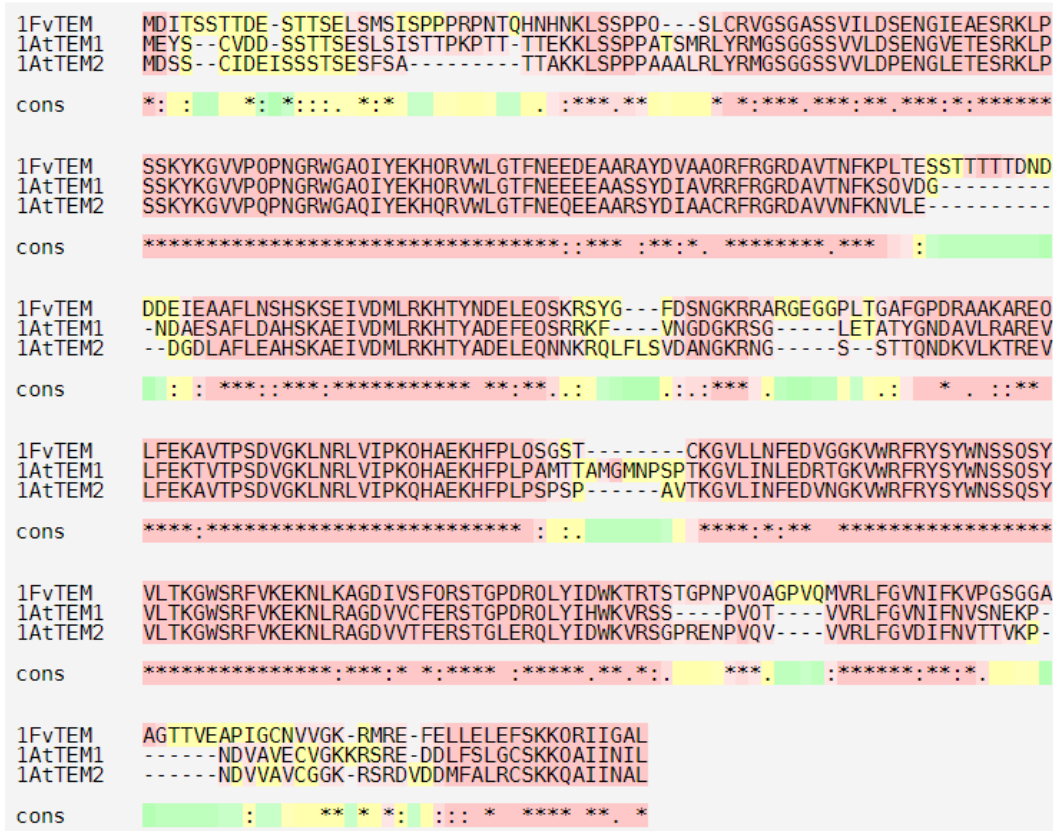 1FvTEM MDITSSTTDE-STTSELSMSISPPPRPNTQHNHNKLSSPPO---SLCRVGSGASSVILDSENGIEAESRKLP
1AtTEM1 MEYS--CVDD-SSTTSESLSISTTPKPTT-TTEKKLSSPPATSMRLYRMGSGGSSVVLDSENGVETESRKLP
1AtTEM2 MDSS--CIDEISSSTSESFSA---------TTAKKLSPPPAAALRLYRMGSGGSSVVLDPENGLETESRKLP
cons *: :    *: *:::. *:*           . :***.**     * *:***.***:**.***:*:******
1FvTEM SSKYKGVVPOPNGRWGAOIYEKHORVWLGTFNEEDEAARAYDVAAORFRGRDAVTNFKPLTESSTTTTTDND
1AtTEM1 SSKYKGVVPOPNGRWGAOIYEKHORVWLGTFNEEEEAASSYDIAVRRFRGRDAVTNFKSOVDG---------
1AtTEM2 SSKYKGVVPQPNGRWGAQIYEKHQRVWLGTFNEQEEAARSYDIAACRFRGRDAVVNFKNVLE----------
cons *********************************::*** :**:*. ********.***   :
1FvTEM DDEIEAAFLNSHSKSEIVDMLRKHTYNDELEOSKRSYG---FDSNGKRRARGEGGPLTGAFGPDRAAKAREO
1AtTEM1 -NDAESAFLDAHSKAEIVDMLRKHTYADEFEOSRRKF----VNGDGKRSG-----LETATYGNDAVLRAREV
1AtTEM2 --DGDLAFLEAHSKAEIVDMLRKHTYADELEQNNKRQLFLSVDANGKRNG-----S--STTQNDKVLKTREV
cons   : : ***::***:*********** **:**..:      .:.:*** .        .:   *  . ::**
1FvTEM LFEKAVTPSDVGKLNRLVIPKOHAEKHFPLOSGST--------CKGVLLNFEDVGGKVWRFRYSYWNSSOSY
1AtTEM1 LFEKTVTPSDVGKLNRLVIPKOHAEKHFPLPAMTTAMGMNPSPTKGVLINLEDRTGKVWRFRYSYWNSSOSY
1AtTEM2 LFEKAVTPSDVGKLNRLVIPKQHAEKHFPLPSPSP------AVTKGVLINFEDVNGKVWRFRYSYWNSSQSY
cons ****:************************* : :.         ****:*:**  *****************
1FvTEM VLTKGWSRFVKEKNLKAGDIVSFORSTGPDROLYIDWKTRTSTGPNPVOAGPVQMVRLFGVNIFKVPGSGGA
1AtTEM1 VLTKGWSRFVKEKNLRAGDVVCFERSTGPDROLYIHWKVRSS----PVOT----VVRLFGVNIFNVSNEKP-
1AtTEM2 VLTKGWSRFVKEKNLRAGDVVTFERSTGLERQLYIDWKVRSGPRENPVQV----VVRLFGVDIFNVTTVKP-
cons ***************:***:* *:**** :*****.**.*:.    ***.    :******:**:*.
1FvTEM AGTTVEAPIGCNVVGK-RMRE-FELLELEFSKKORIIGAL
1AtTEM1 ------NDVAVECVGKKRSRE-DDLFSLGCSKKOAIINIL
1AtTEM2 ------NDVVAVCGGK-RSRDVDDMFALRCSKKQAIINAL
cons         :     ** * *:  ::: *  **** **. *